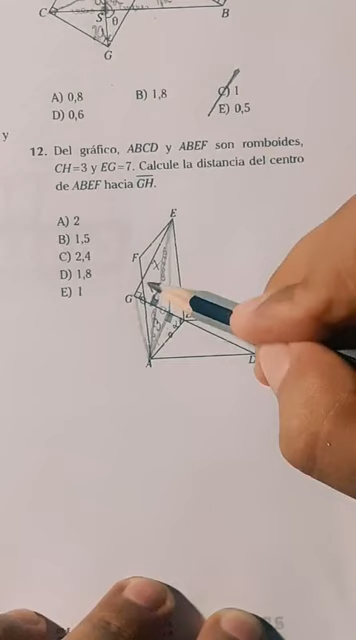 C
S
θ
B
G
A) 0,8
B) 1,8
C) 1
D) 0,6
E) 0,5
y
12. Del gráfico, ABCD y ABEF son romboides,
CH=3 y EG=7. Calcule la distancia del centro
de ABEF hacia GH.
A) 2
B) 1,5
C) 2,4
D) 1,8
E) 1
E
F
G
A